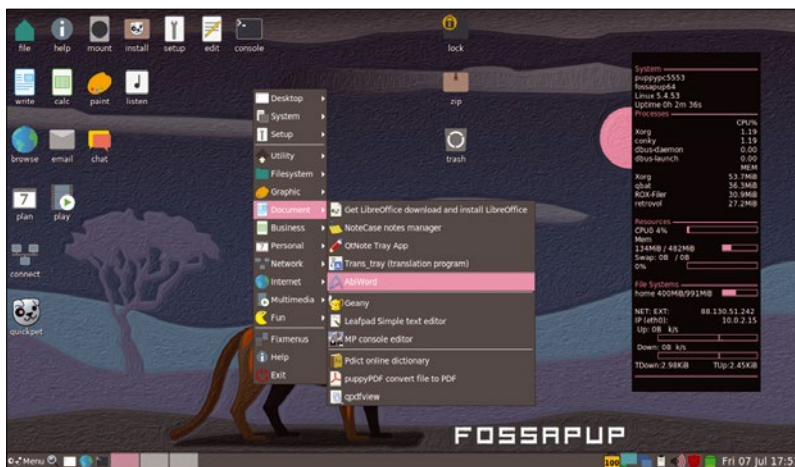 file help mount install setup edit console lock
write calc paint listen zip
browse email chat trash
plan play
7
connect
quickpet
Desktop
System
Setup
Utility
Filesystem
Graphic
Document
Business
Personal
Network
Internet
Multimedia
Fun
Fixmenus
Help
Exit
Get LibreOffice download and install LibreOffice
NoteCase notes manager
QtNote Tray App
Trans_tray (translation program)
AbiWord
Geany
Leafpad Simple text editor
MP console editor
Pdict online dictionary
puppyPDF convert file to PDF
qpdfview
System
puppypc5553
fossapup64
Linux 5.4.53
Uptime 0h 2m 36s
Processes
CPU%
Xorg 1.19
conky 1.19
dbus-daemon 0.00
dbus-launch 0.00
MEM
Xorg 53.7MiB
qbat 36.3MiB
ROX-Filer 30.9MiB
retrovol 27.2MiB
Resources
CPU0 4%
Mem
134MiB / 482MiB
Swap: 0B / 0B
0%
File Systems
home 400MiB/991MiB
NET: EXT: 88.130.51.242
IP (eth0): 10.0.2.15
Up: 0B k/s
Down: 0B k/s
TDown:2.98KiB TUp:2.45KiB
FOSSAPUP
Menu
100
Fri 07 Jul 17:5